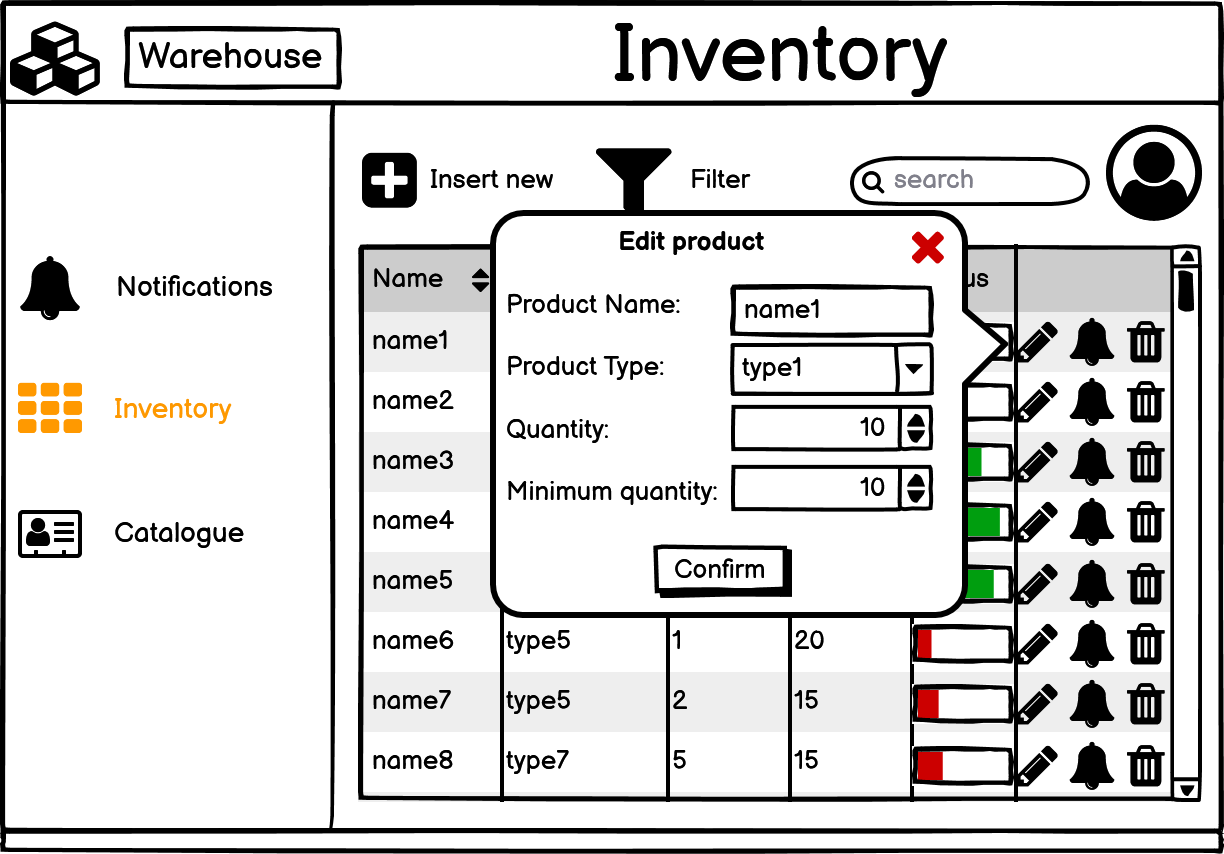 Warehouse
Inventory
Insert new
Filter
search
Notifications
Inventory
Catalogue
Edit product
Product Name:
name1
Product Type:
type1
Quantity:
10
Minimum quantity:
10
Confirm
Name
us
name1
name2
name3
name4
name5
name6 type5 1 20
name7 type5 2 15
name8 type7 5 15